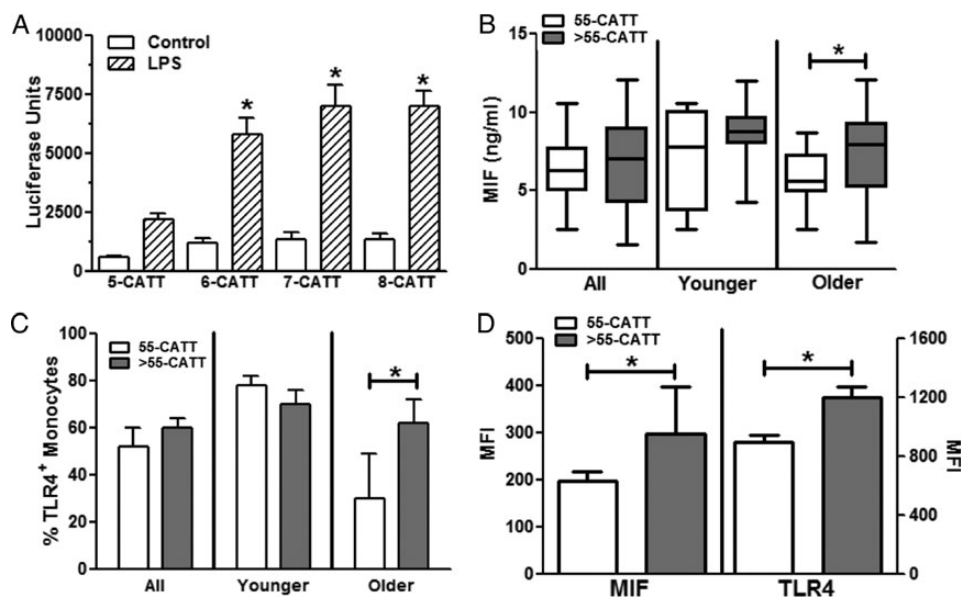 A
Control
LPS
Luciferase Units
10000
7500
5000
2500
0
*
*
*
5-CATT
6-CATT
7-CATT
8-CATT
B
55-CATT
>55-CATT
MIF (ng/ml)
15
10
5
0
*
All
Younger
Older
C
55-CATT
>55-CATT
% TLR4+ Monocytes
100
80
60
40
20
0
*
All
Younger
Older
D
55-CATT
>55-CATT
MFI
500
400
300
200
100
0
*
*
1600
1200
800
400
0
MFI
MIF
TLR4